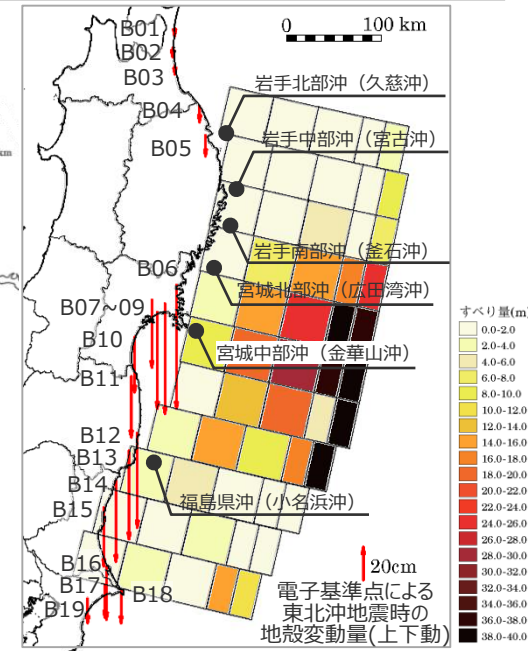 0 100 km
B01
B02
B03
B04
B05
B06
B07~09
B10
B11
B12
B13
B14
B15
B16
B17
B18
B19
岩手北部沖（久慈沖）
岩手中部沖（宮古沖）
岩手南部沖（釜石沖）
宮城北部沖（広田湾沖）
宮城中部沖（金華山沖）
福島県沖（小名浜沖）
20cm
電子基準点による
東北沖地震時の
地殻変動量(上下動)
km
すべり量(m)
0.0-2.0
2.0-4.0
4.0-6.0
6.0-8.0
8.0-10.0
10.0-12.0
12.0-14.0
14.0-16.0
16.0-18.0
18.0-20.0
20.0-22.0
22.0-24.0
24.0-26.0
26.0-28.0
28.0-30.0
30.0-32.0
32.0-34.0
34.0-36.0
36.0-38.0
38.0-40.0